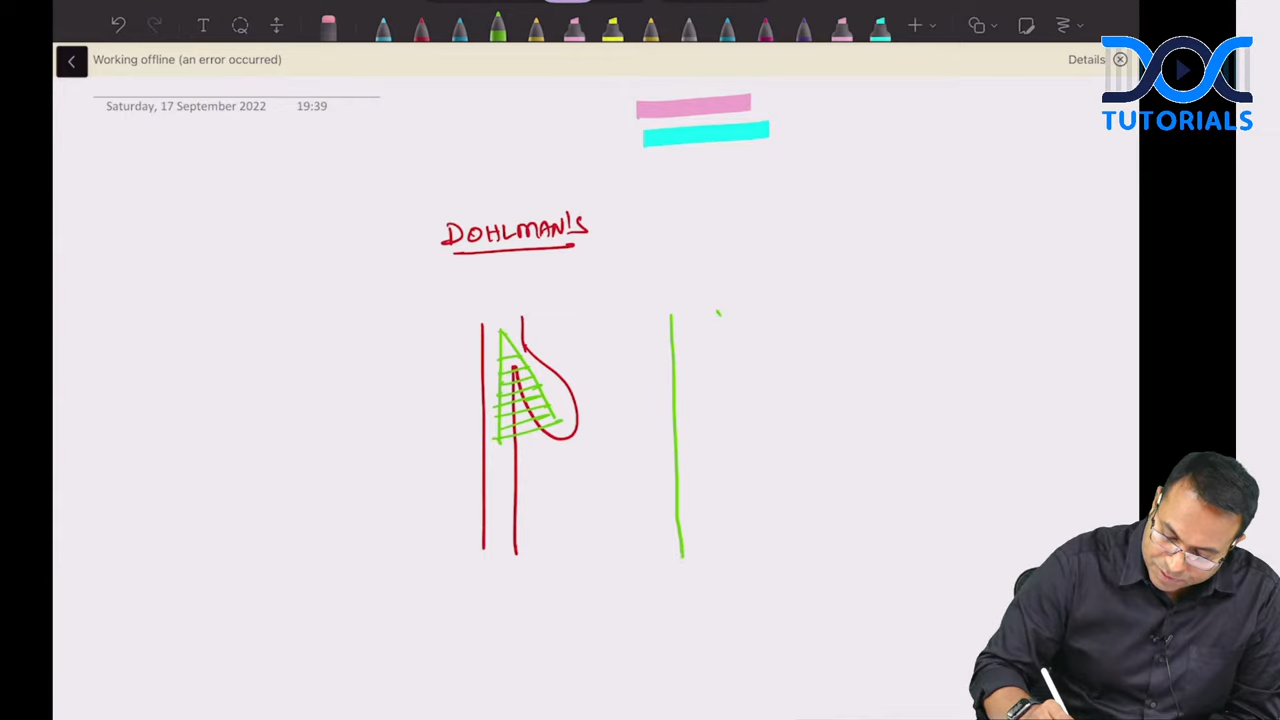 Working offline (an error occurred)
Details
Saturday, 17 September 2022 19:39
TUTORIALS
DOHLMAN'S